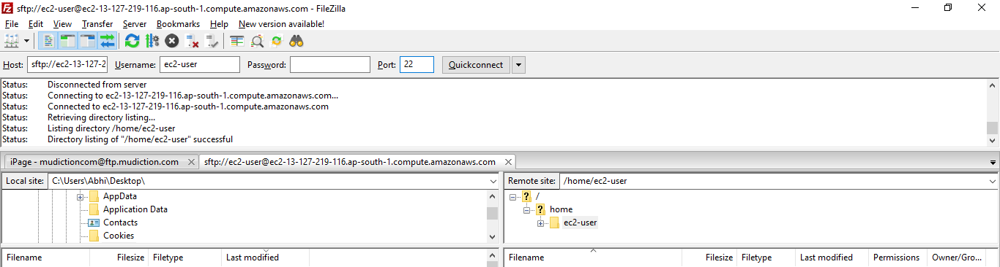 sftp://ec2-user@ec2-13-127-219-116.ap-south-1.compute.amazonaws.com - FileZilla
File Edit View Transfer Server Bookmarks Help New version available!
Host: sftp://ec2-13-127-2 Username: ec2-user Password: Port: 22 Quickconnect
Status: Disconnected from server
Status: Connecting to ec2-13-127-219-116.ap-south-1.compute.amazonaws.com...
Status: Connected to ec2-13-127-219-116.ap-south-1.compute.amazonaws.com
Status: Retrieving directory listing...
Status: Listing directory /home/ec2-user
Status: Directory listing of "/home/ec2-user" successful
iPage - mudictioncom@ftp.mudiction.com sftp://ec2-user@ec2-13-127-219-116.ap-south-1.compute.amazonaws.com
Local site: C:\Users\Abhi\Desktop\ Remote site: /home/ec2-user
AppData ? /
Application Data ? home
Contacts ec2-user
Cookies
Filename Filesize Filetype Last modified Filename Filesize Filetype Last modified Permissions Owner/Gro...